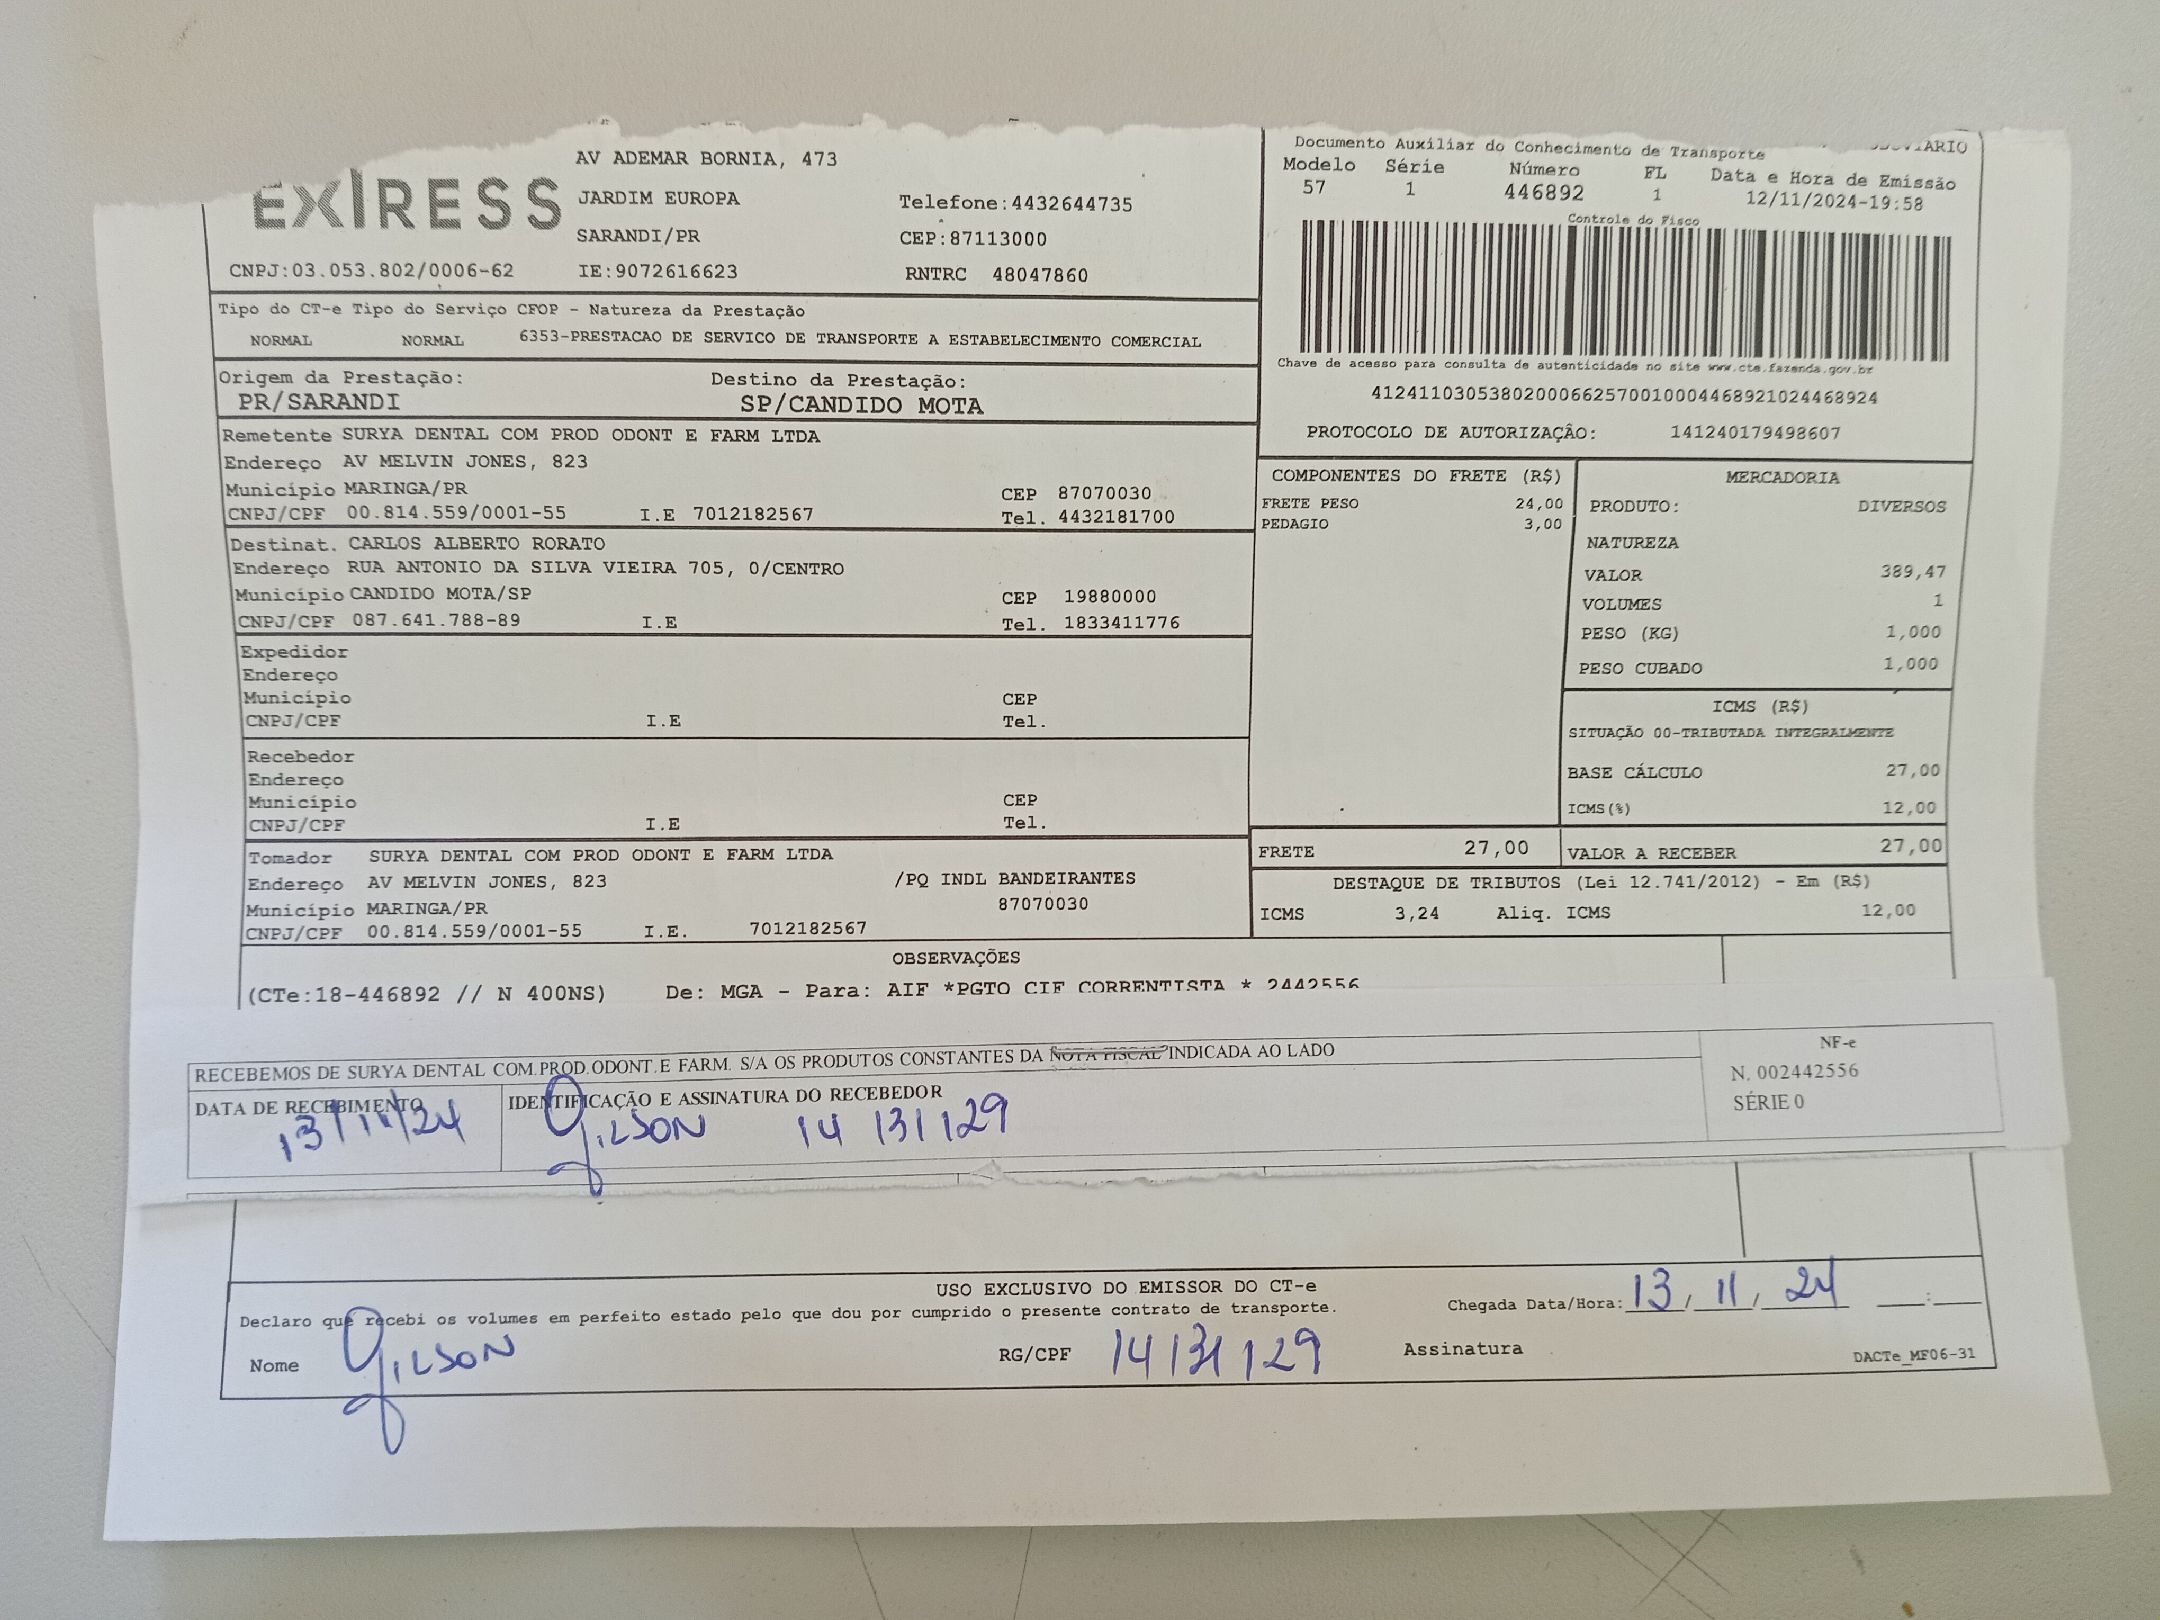 AV ADEMAR BORNIA, 473
EXPRESS JARDIM EUROPA Telefone:4432644735
SARANDI/PR CEP:87113000
CNPJ:03.053.802/0006-62 IE:9072616623 RNTRC 48047860
Documento Auxiliar do Conhecimento de Transporte
Modelo Série Número FL Data e Hora de Emissão
57 1 446892 1 12/11/2024-19:58
Controle do Fisco
Chave de acesso para consulta de autenticidade no site www.cte.fazenda.gov.br
41241103053802000662570010004468921024468924
PROTOCOLO DE AUTORIZAÇÃO: 141240179498607
Tipo do CT-e Tipo do Serviço CFOP - Natureza da Prestação
NORMAL NORMAL 6353-PRESTACAO DE SERVICO DE TRANSPORTE A ESTABELECIMENTO COMERCIAL
Origem da Prestação: Destino da Prestação:
PR/SARANDI SP/CANDIDO MOTA
Remetente SURYA DENTAL COM PROD ODONT E FARM LTDA
Endereço AV MELVIN JONES, 823
Município MARINGA/PR CEP 87070030
CNPJ/CPF 00.814.559/0001-55 I.E 7012182567 Tel. 4432181700
Destinat. CARLOS ALBERTO RORATO
Endereço RUA ANTONIO DA SILVA VIEIRA 705, 0/CENTRO
Município CANDIDO MOTA/SP CEP 19880000
CNPJ/CPF 087.641.788-89 I.E Tel. 1833411776
Expedidor
Endereço
Município CEP
CNPJ/CPF I.E Tel.
Recebedor
Endereço
Município CEP
CNPJ/CPF I.E Tel.
Tomador SURYA DENTAL COM PROD ODONT E FARM LTDA
Endereço AV MELVIN JONES, 823 /PQ INDL BANDEIRANTES
Município MARINGA/PR 87070030
CNPJ/CPF 00.814.559/0001-55 I.E. 7012182567
COMPONENTES DO FRETE (R$)
FRETE PESO 24,00
PEDAGIO 3,00
MERCADORIA
PRODUTO: DIVERSOS
NATUREZA
VALOR 389,47
VOLUMES 1
PESO (KG) 1,000
PESO CUBADO 1,000
ICMS (R$)
SITUAÇÃO 00-TRIBUTADA INTEGRALMENTE
BASE CÁLCULO 27,00
ICMS(%) 12,00
FRETE 27,00 VALOR A RECEBER 27,00
DESTAQUE DE TRIBUTOS (Lei 12.741/2012) - Em (R$)
ICMS 3,24 Aliq. ICMS 12,00
OBSERVAÇÕES
(CTe:18-446892 // N 400NS) De: MGA - Para: AIF *PGTO CIF CORRENTISTA * 2442556
RECEBEMOS DE SURYA DENTAL COM.PROD.ODONT.E FARM. S/A OS PRODUTOS CONSTANTES DA NOTA FISCAL INDICADA AO LADO
NF-e
N. 002442556
SÉRIE 0
DATA DE RECEBIMENTO IDENTIFICAÇÃO E ASSINATURA DO RECEBEDOR
13/11/24 GILSON 14 131 129
USO EXCLUSIVO DO EMISSOR DO CT-e
Declaro que recebi os volumes em perfeito estado pelo que dou por cumprido o presente contrato de transporte. Chegada Data/Hora: 13/11/24 :
Nome GILSON RG/CPF 14 131 129 Assinatura
DACTe_MF06-31